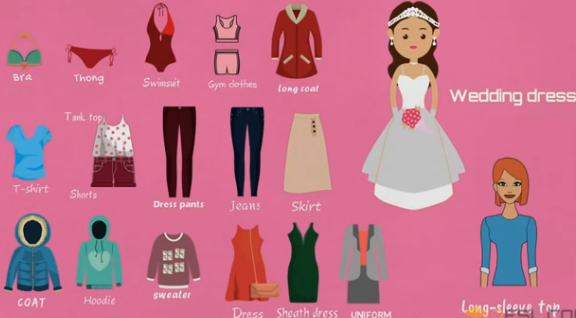 Bra
Thong
Swimsuit
Gym clothes
Long coat
Wedding dress
Tank top
T-shirt
Shorts
Dress pants
Jeans
Skirt
COAT
Hoodie
sweater
Dress
Sheath dress
UNIFORM
Long-sleeve top